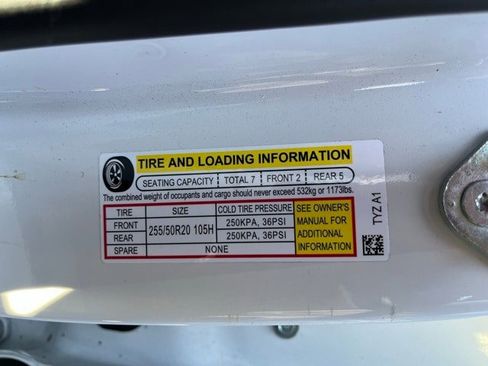 TIRE AND LOADING INFORMATION
SEATING CAPACITY TOTAL 7 FRONT 2 REAR 5
The combined weight of occupants and cargo should never exceed 532kg or 1173lbs.
TIRE SIZE COLD TIRE PRESSURE
FRONT 255/50R20 105H 250KPA, 36PSI
REAR 250KPA, 36PSI
SPARE NONE
SEE OWNER'S
MANUAL FOR
ADDITIONAL
INFORMATION
TYZ A1